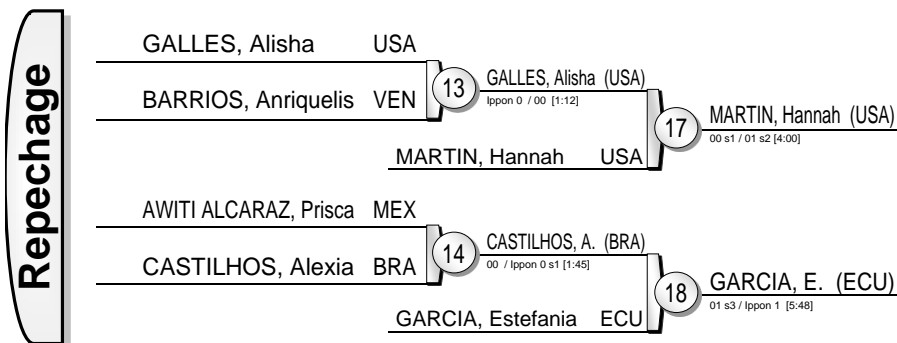 Repechage
GALLES, Alisha USA
BARRIOS, Anriquelis VEN
13
GALLES, Alisha (USA)
Ippon 0 / 00 [1:12]
MARTIN, Hannah USA
17
MARTIN, Hannah (USA)
00 s1 / 01 s2 [4:00]
AWITI ALCARAZ, Prisca MEX
CASTILHOS, Alexia BRA
14
CASTILHOS, A. (BRA)
00 / Ippon 0 s1 [1:45]
GARCIA, Estefania ECU
18
GARCIA, E. (ECU)
01 s3 / Ippon 1 [5:48]